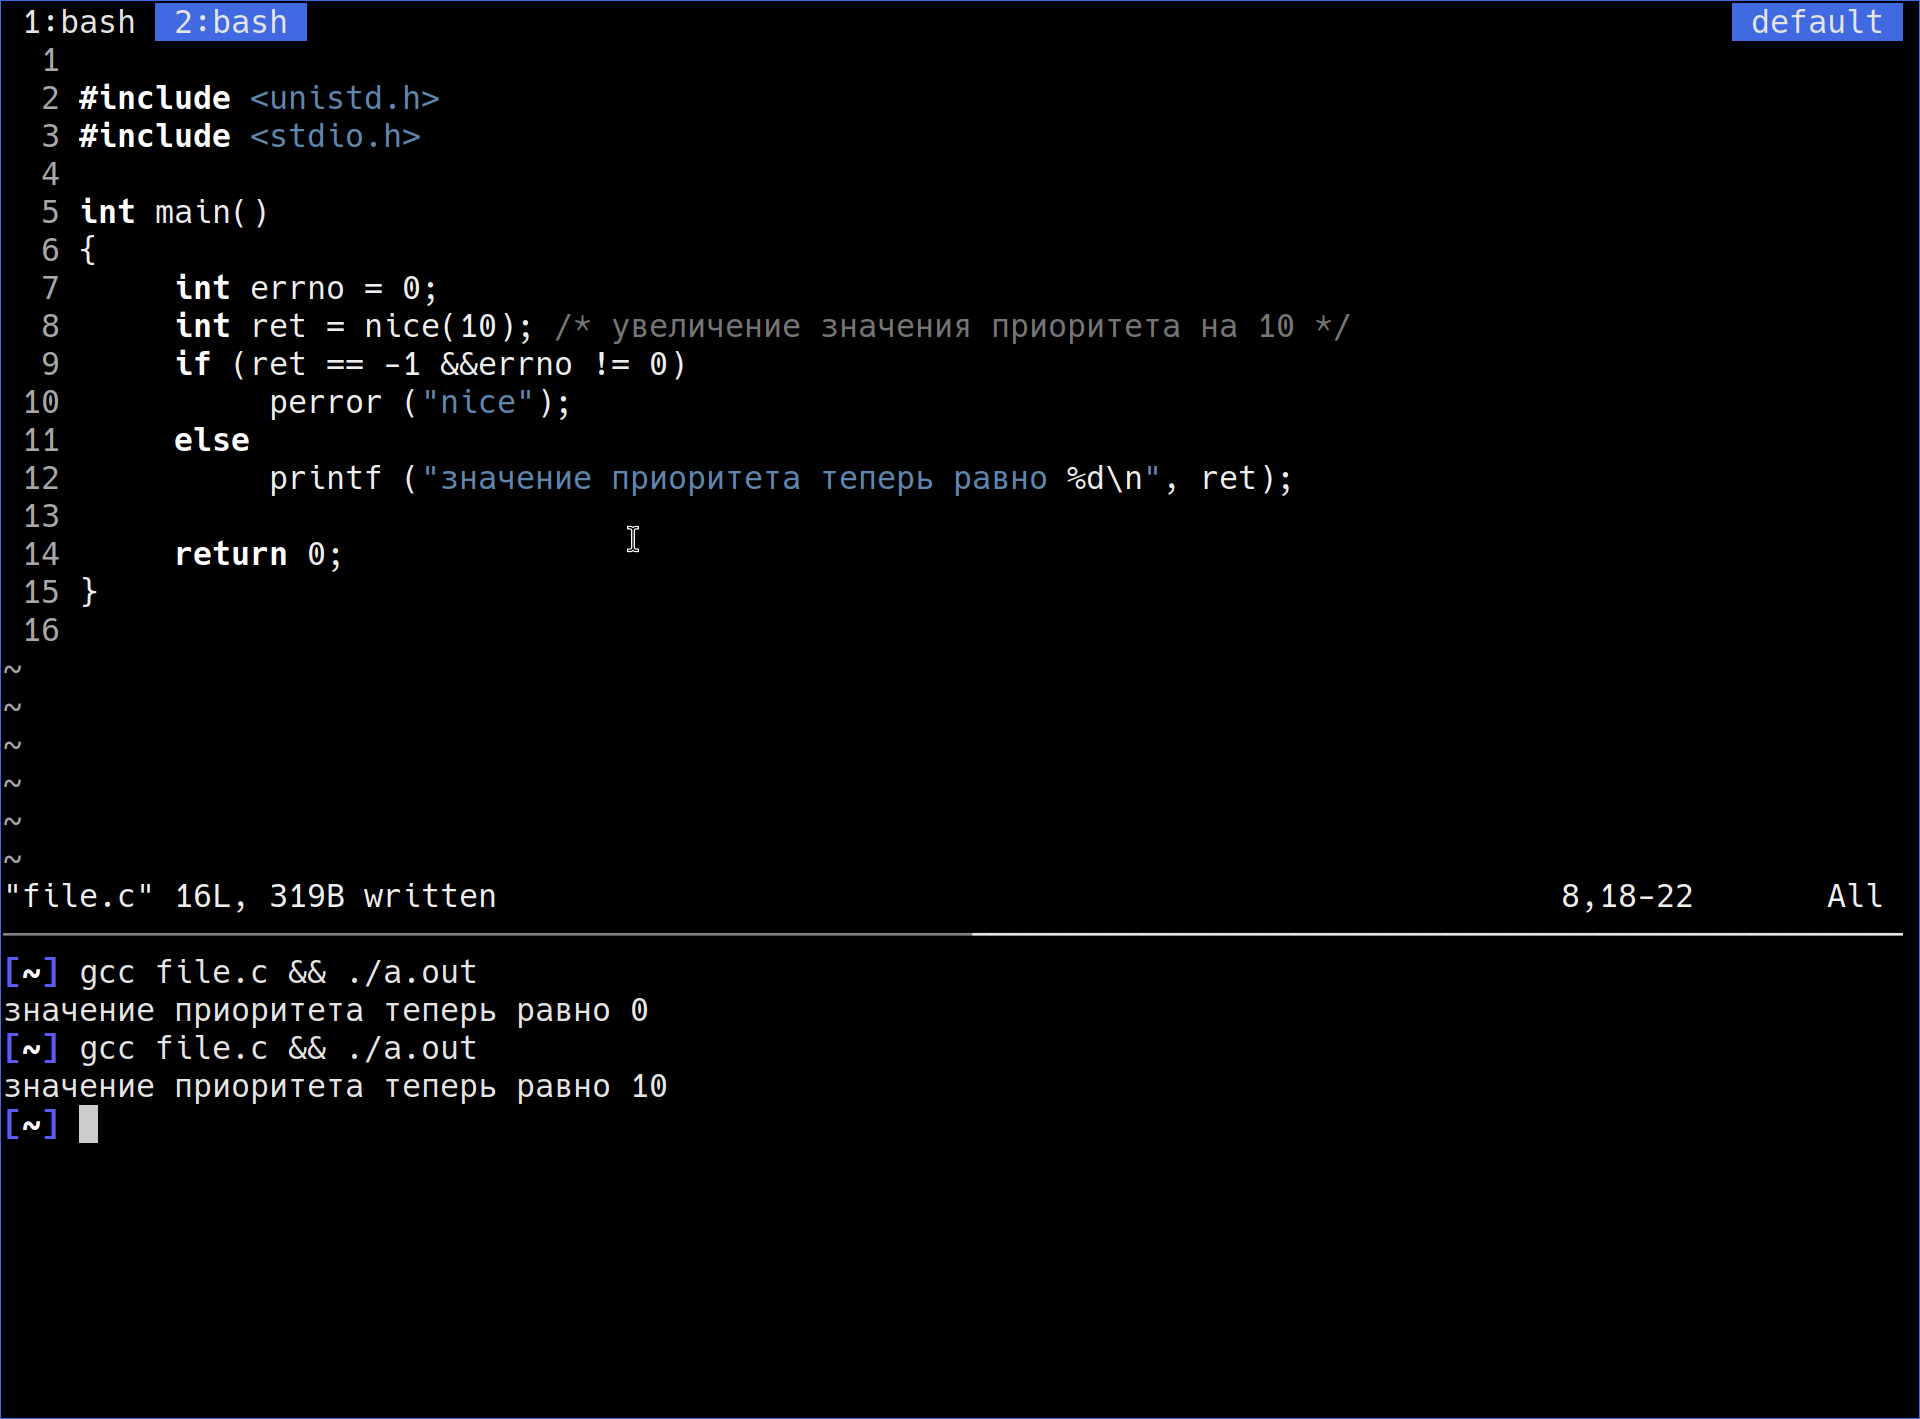 1:bash 2:bash default
1
2 #include <unistd.h>
3 #include <stdio.h>
4
5 int main()
6 {
7 int errno = 0;
8 int ret = nice(10); /* увеличение значения приоритета на 10 */
9 if (ret == -1 &&errno != 0)
10 perror ("nice");
11 else
12 printf ("значение приоритета теперь равно %d\n", ret);
13
14 return 0;
15 }
16
~
~
~
~
~
~
"file.c" 16L, 319B written 8,18-22 All
[~] gcc file.c && ./a.out
значение приоритета теперь равно 0
[~] gcc file.c && ./a.out
значение приоритета теперь равно 10
[~]